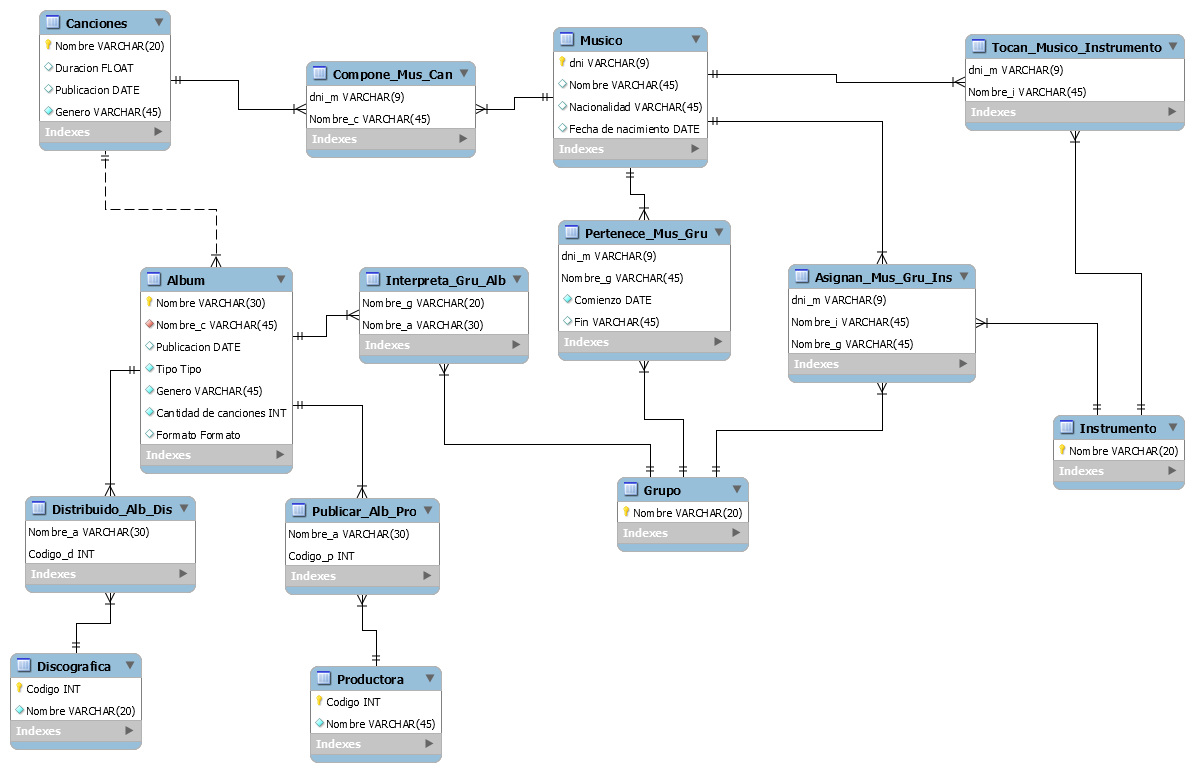 Canciones
Nombre VARCHAR(20)
Duracion FLOAT
Publicacion DATE
Genero VARCHAR(45)
Indexes
Compone_Mus_Can
dni_m VARCHAR(9)
Nombre_c VARCHAR(45)
Indexes
Musico
dni VARCHAR(9)
Nombre VARCHAR(45)
Nacionalidad VARCHAR(45)
Fecha de nacimiento DATE
Indexes
Tocan_Musico_Instrumento
dni_m VARCHAR(9)
Nombre_i VARCHAR(45)
Indexes
Album
Nombre VARCHAR(30)
Nombre_c VARCHAR(45)
Publicacion DATE
Tipo Tipo
Genero VARCHAR(45)
Cantidad de canciones INT
Formato Formato
Indexes
Interpreta_Gru_Alb
Nombre_g VARCHAR(20)
Nombre_a VARCHAR(30)
Indexes
Pertenece_Mus_Gru
dni_m VARCHAR(9)
Nombre_g VARCHAR(45)
Comienzo DATE
Fin VARCHAR(45)
Indexes
Asignan_Mus_Gru_Ins
dni_m VARCHAR(9)
Nombre_i VARCHAR(45)
Nombre_g VARCHAR(45)
Indexes
Instrumento
Nombre VARCHAR(20)
Indexes
Distribuido_Alb_Dis
Nombre_a VARCHAR(30)
Codigo_d INT
Indexes
Publicar_Alb_Pro
Nombre_a VARCHAR(30)
Codigo_p INT
Indexes
Grupo
Nombre VARCHAR(20)
Indexes
Discografica
Codigo INT
Nombre VARCHAR(20)
Indexes
Productora
Codigo INT
Nombre VARCHAR(45)
Indexes